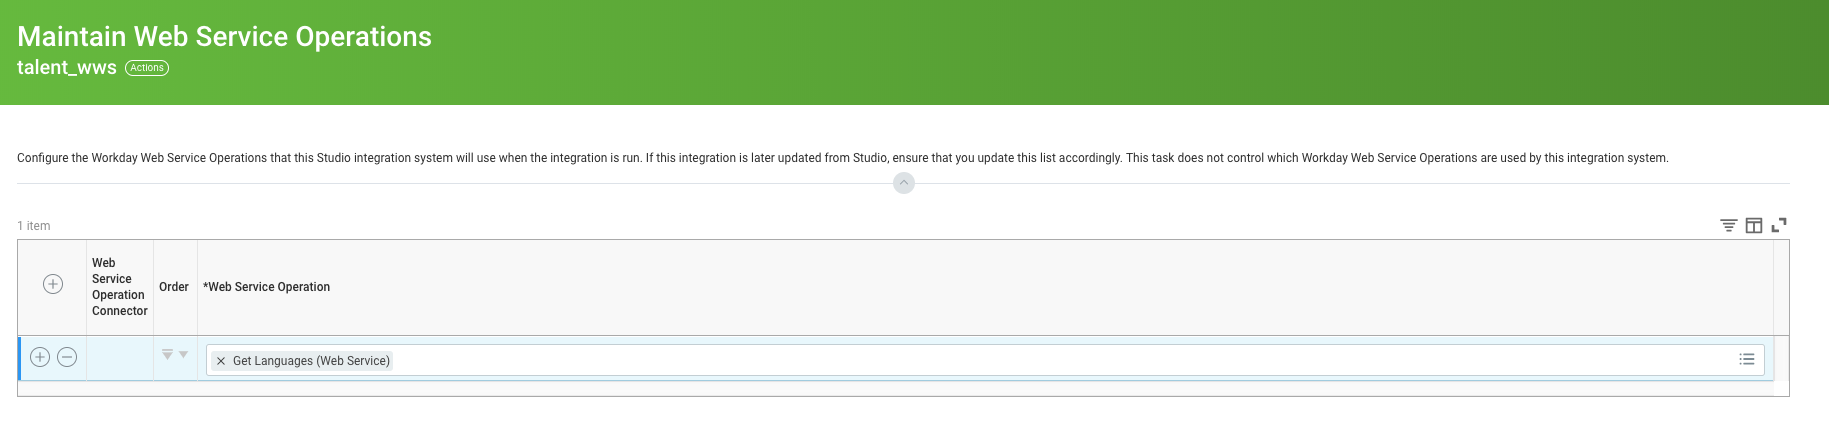 Maintain Web Service Operations
talent_wws Actions
Configure the Workday Web Service Operations that this Studio integration system will use when the integration is run. If this integration is later updated from Studio, ensure that you update this list accordingly. This task does not control which Workday Web Service Operations are used by this integration system.
1 item
Web
Service
Operation
Connector
Order
*Web Service Operation
Get Languages (Web Service)